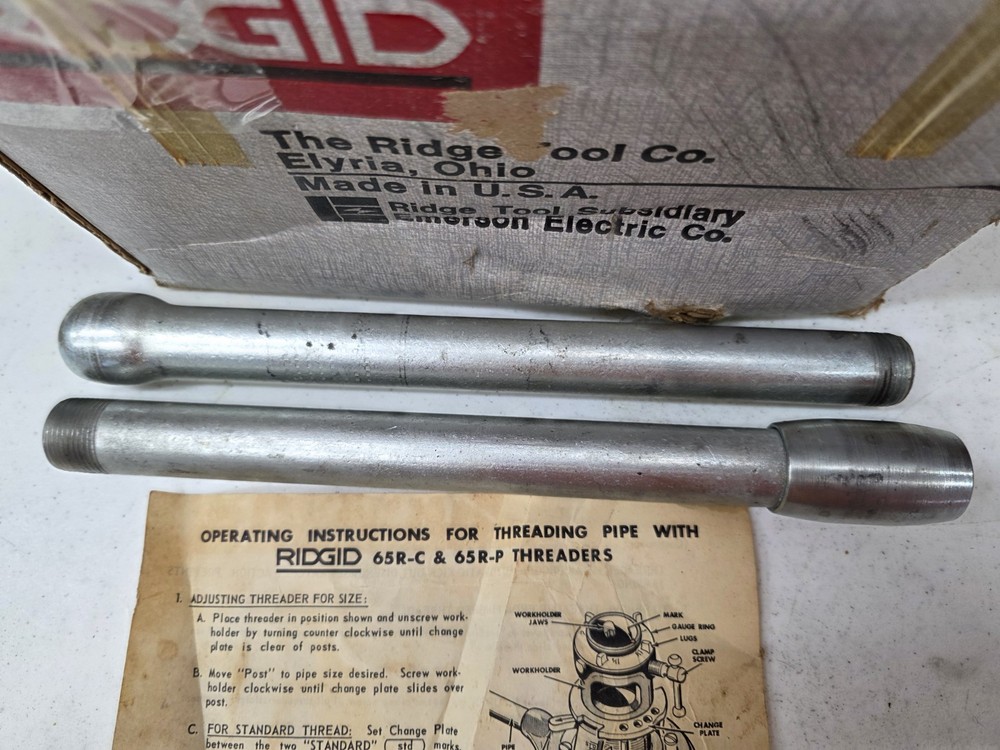 The Ridge Tool Co.
Elyria, Ohio
Made in U.S.A.
Ridge Tool Subsidiary
Emerson Electric Co.
OPERATING INSTRUCTIONS FOR THREADING PIPE WITH
RIDGID 65R-C & 65R-P THREADERS
1. ADJUSTING THREADER FOR SIZE:
A. Place threader in position shown and unscrew work-
holder by turning counter clockwise until change
plate is clear of posts.
B. Move "Post" to pipe size desired. Screw work-
holder clockwise until change plate slides over
post.
C. FOR STANDARD THREAD: Set Change Plate
between the two "STANDARD" std marks
WORKHOLDER
JAWS
MARK
GAUGE RING
LUGS
CLAMP
SCREW
WORKHOLDER
CHANGE
PLATE
PIPE